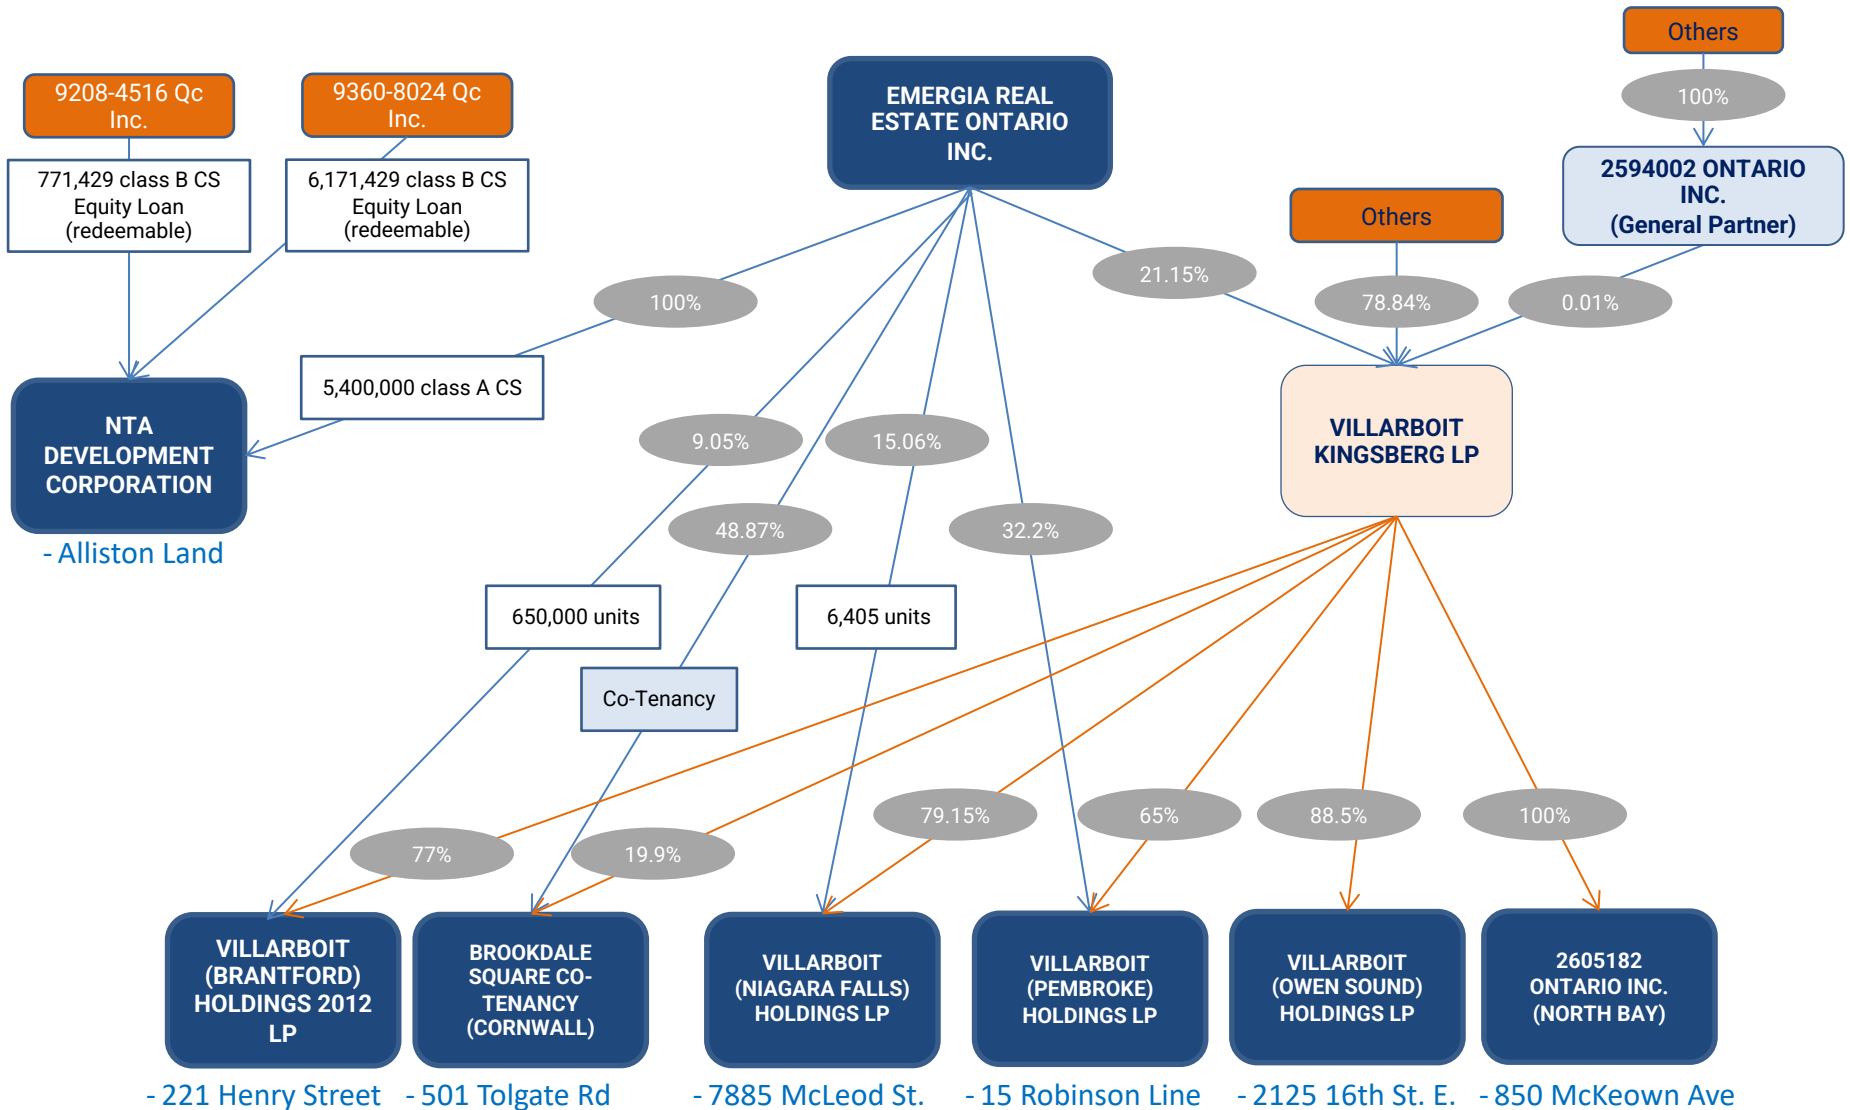 Others
9208-4516 Qc
Inc.
9360-8024 Qc
Inc.
EMERGIA REAL
ESTATE ONTARIO
INC.
100%
771,429 class B CS
Equity Loan
(redeemable)
6,171,429 class B CS
Equity Loan
(redeemable)
2594002 ONTARIO
INC.
(General Partner)
Others
100%
21.15%
78.84%
0.01%
5,400,000 class A CS
NTA
DEVELOPMENT
CORPORATION
- Alliston Land
9.05%
15.06%
VILLARBOIT
KINGSBERG LP
48.87%
32.2%
650,000 units
6,405 units
Co-Tenancy
77%
19.9%
79.15%
65%
88.5%
100%
VILLARBOIT
(BRANTFORD)
HOLDINGS 2012
LP
BROOKDALE
SQUARE CO-
TENANCY
(CORNWALL)
VILLARBOIT
(NIAGARA FALLS)
HOLDINGS LP
VILLARBOIT
(PEMBROKE)
HOLDINGS LP
VILLARBOIT
(OWEN SOUND)
HOLDINGS LP
2605182
ONTARIO INC.
(NORTH BAY)
- 221 Henry Street
- 501 Tolgate Rd
- 7885 McLeod St.
- 15 Robinson Line
- 2125 16th St. E.
- 850 McKeown Ave